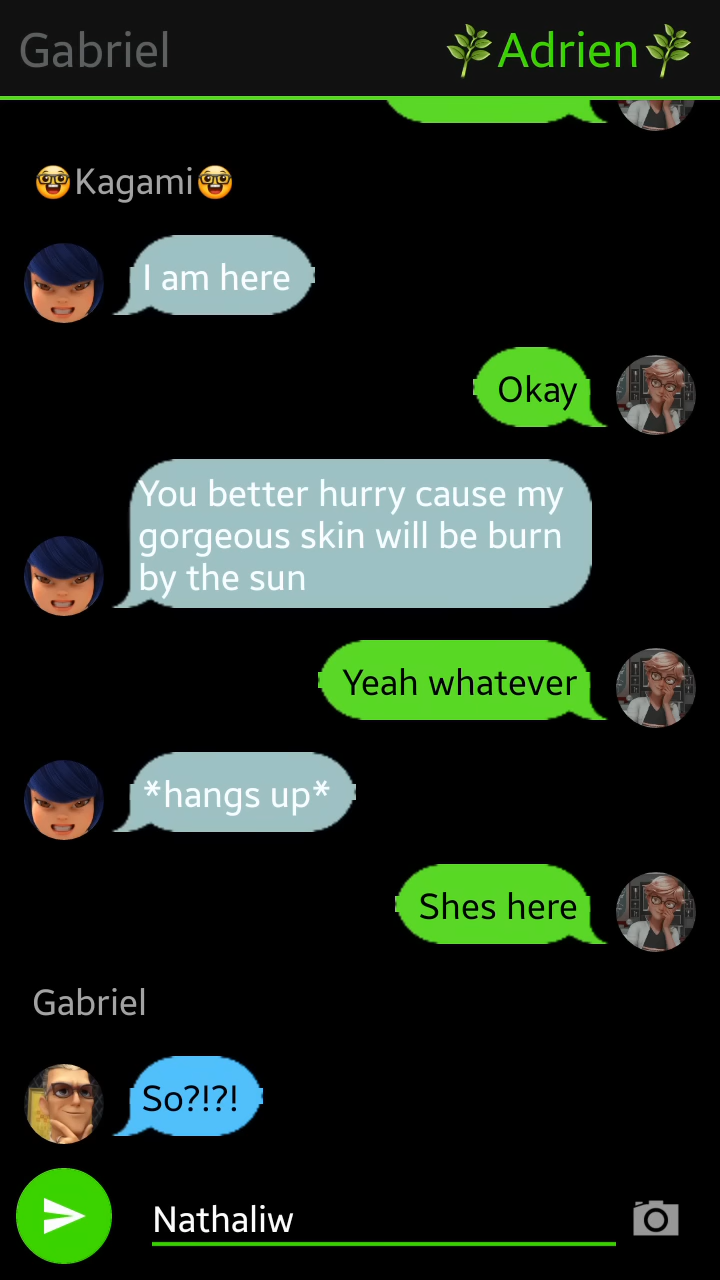 Gabriel
🌿Adrien🌿
🤓Kagami🤓
I am here
Okay
You better hurry cause my
gorgeous skin will be burn
by the sun
Yeah whatever
*hangs up*
Shes here
Gabriel
So?!?!
Nathaliw